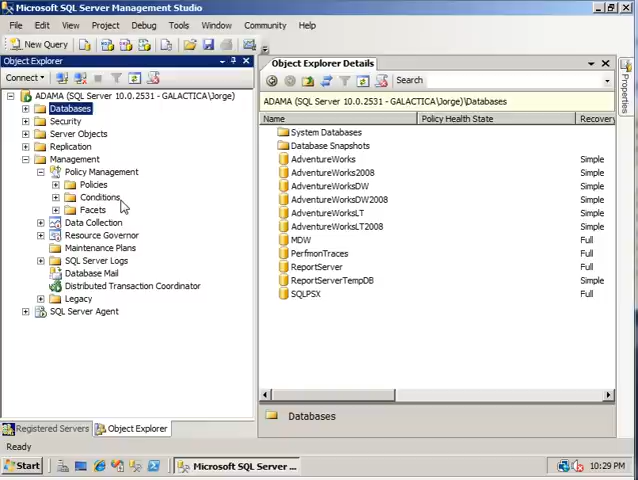 Microsoft SQL Server Management Studio
File Edit View Project Debug Tools Window Community Help
New Query
Object Explorer
Connect
ADAMA (SQL Server 10.0.2531 - GALACTICA\Jorge)
Databases
Security
Server Objects
Replication
Management
Policy Management
Policies
Conditions
Facets
Data Collection
Resource Governor
Maintenance Plans
SQL Server Logs
Database Mail
Distributed Transaction Coordinator
Legacy
SQL Server Agent
Registered Servers Object Explorer
Object Explorer Details
Search
ADAMA (SQL Server 10.0.2531 - GALACTICA\Jorge)\Databases
Name Policy Health State Recovery
System Databases
Database Snapshots
AdventureWorks Simple
AdventureWorks2008 Simple
AdventureWorksDW Simple
AdventureWorksDW2008 Simple
AdventureWorksLT Simple
AdventureWorksLT2008 Simple
MDW Full
PerfmonTraces Full
ReportServer Full
ReportServerTempDB Simple
SQLPSX Full
Databases
Properties
Ready
Start Microsoft SQL Server ... 10:29 PM